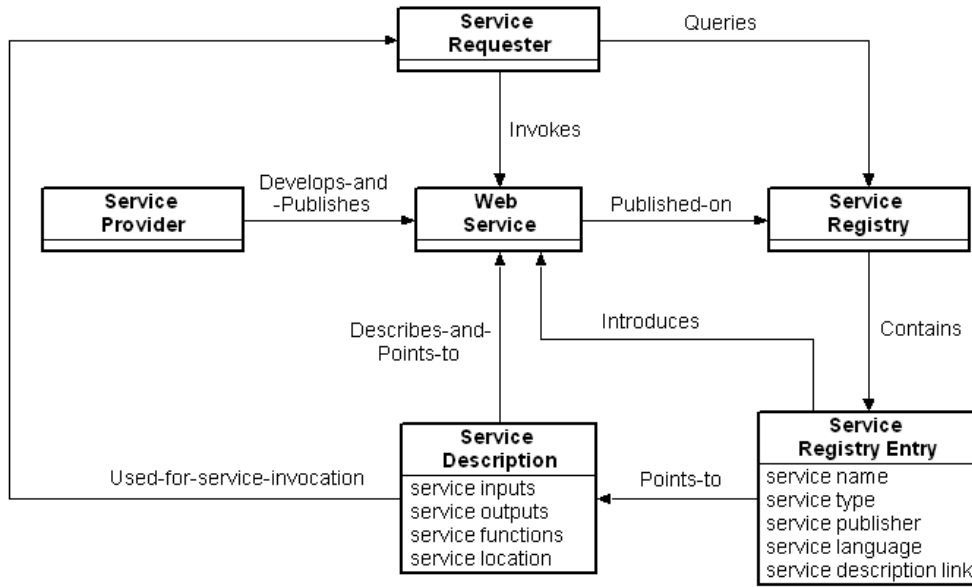 Service
Requester
Queries
Invokes
Service
Provider
Develops-and
-Publishes
Web
Service
Published-on
Service
Registry
Describes-and-
Points-to
Introduces
Contains
Used-for-service-invocation
Service
Description
service inputs
service outputs
service functions
service location
Points-to
Service
Registry Entry
service name
service type
service publisher
service language
service description link